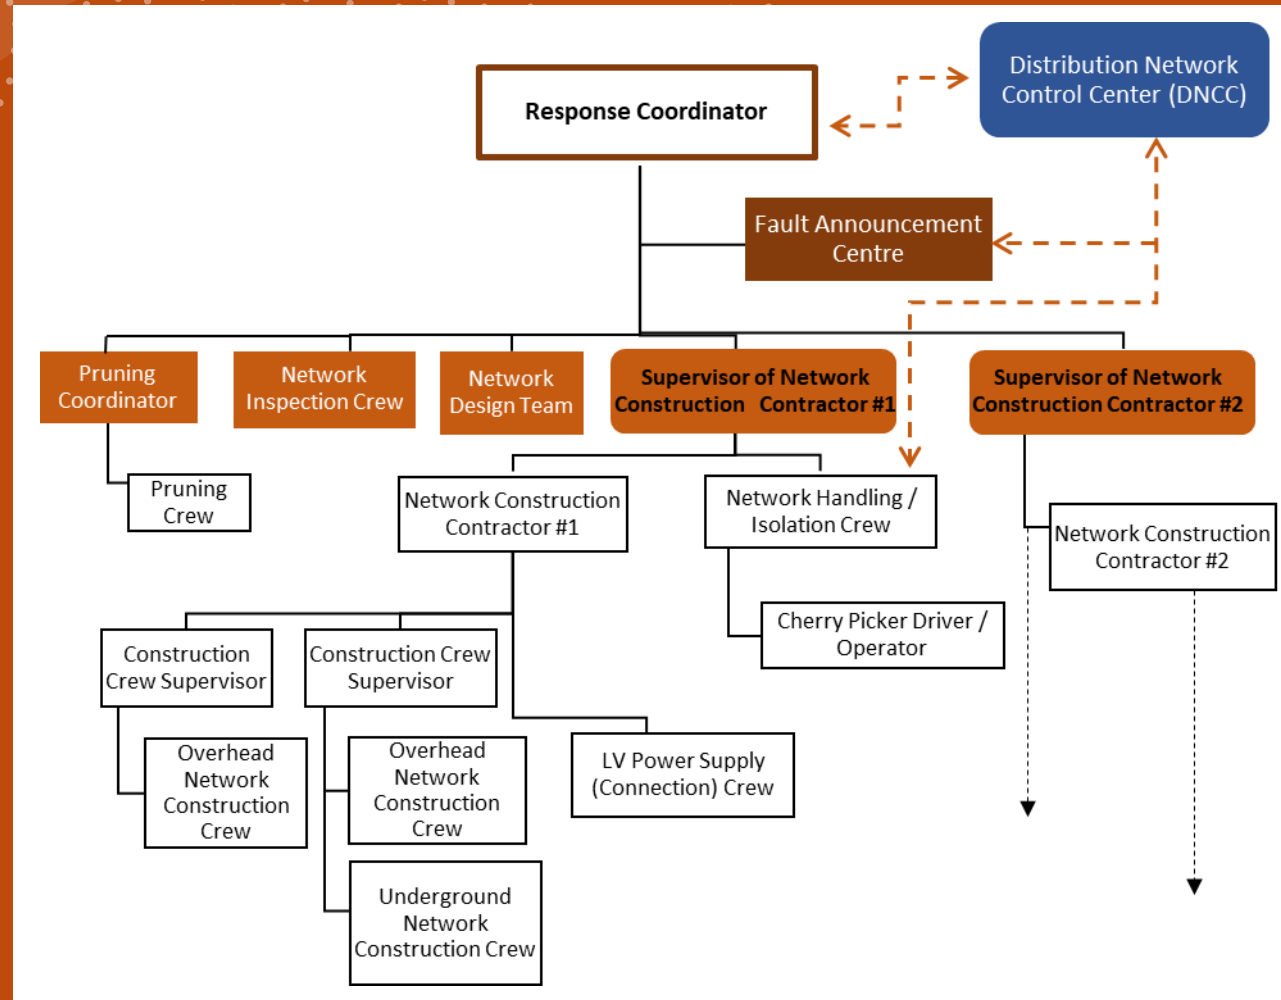 Distribution Network
Control Center (DNCC)
Response Coordinator
Fault Announcement
Centre
Pruning
Coordinator
Network
Inspection Crew
Network
Design Team
Supervisor of Network
Construction Contractor #1
Supervisor of Network
Construction Contractor #2
Pruning
Crew
Network Construction
Contractor #1
Network Handling /
Isolation Crew
Network Construction
Contractor #2
Cherry Picker Driver /
Operator
Construction
Crew Supervisor
Construction Crew
Supervisor
Overhead
Network
Construction
Crew
Overhead
Network
Construction
Crew
LV Power Supply
(Connection) Crew
Underground
Network
Construction Crew